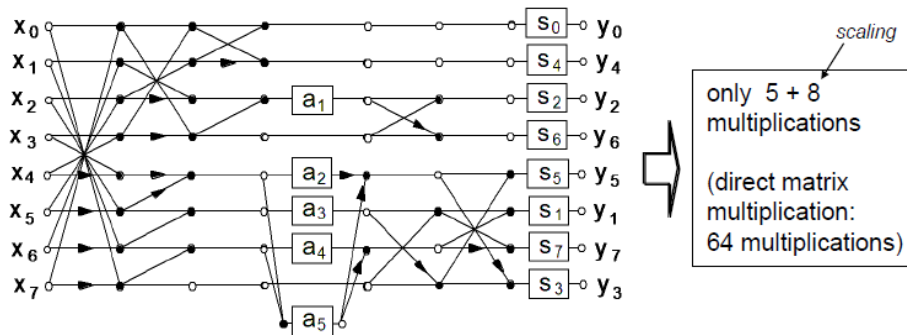 scaling
x0 s0 y0
x1 s4 y4
x2 a1 s2 y2
x3 s6 y6
x4 a2 s5 y5
x5 a3 s1 y1
x6 a4 s7 y7
x7 s3 y3
a5
only 5 + 8
multiplications
(direct matrix
multiplication:
64 multiplications)